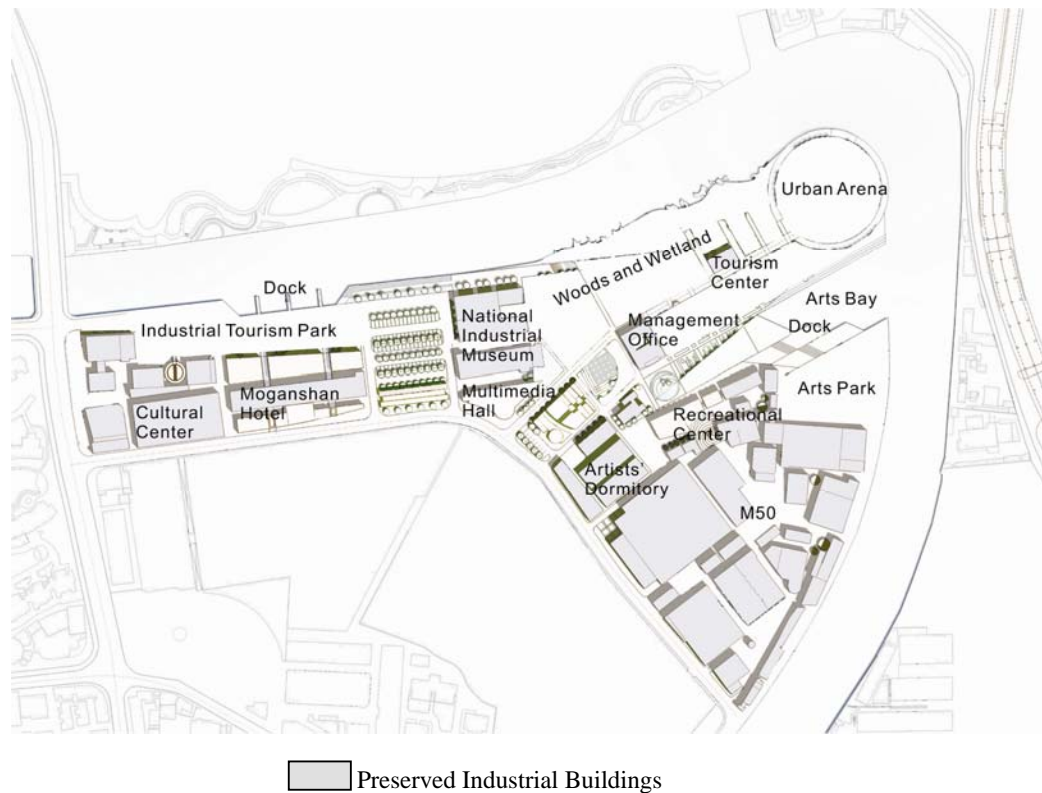 Urban Arena
Woods and Wetland
Tourism
Center
Arts Bay
Dock
Dock
Industrial Tourism Park
National
Industrial
Museum
Management
Office
Arts Park
Moganshan
Hotel
Multimedia
Hall
Cultural
Center
Recreational
Center
Artists'
Dormitory
M50
Preserved Industrial Buildings